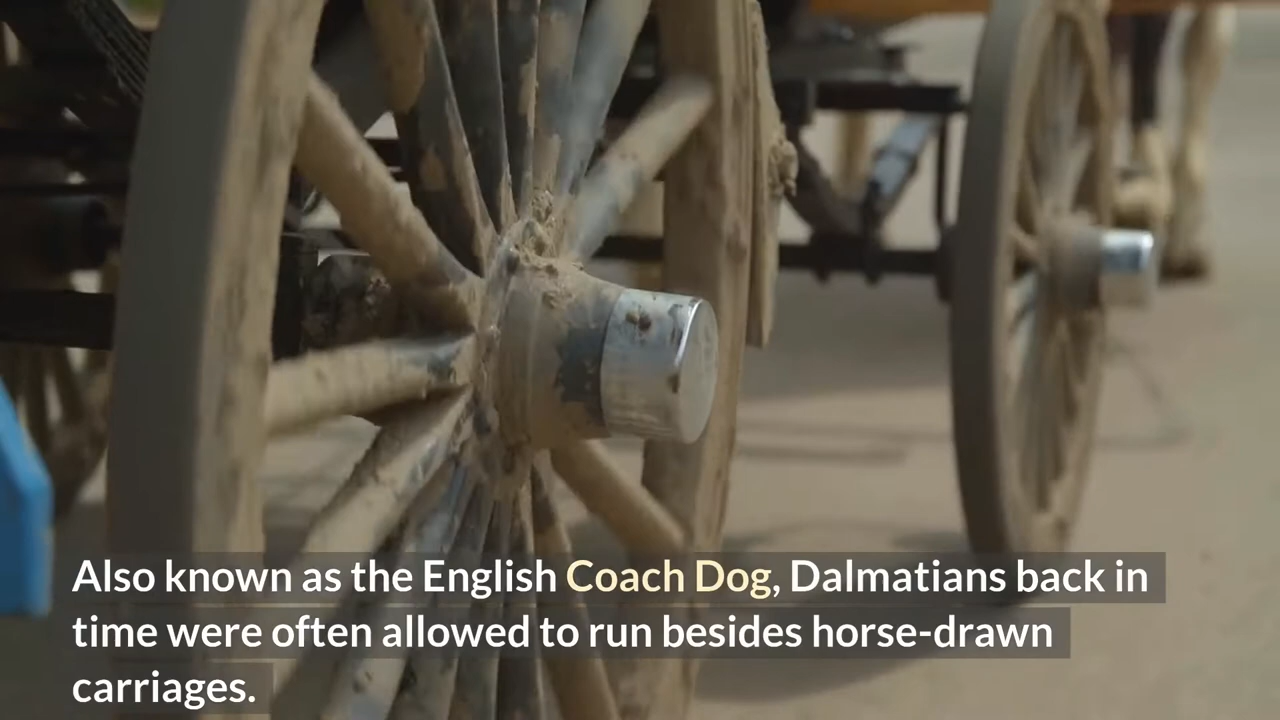 Also known as the English Coach Dog, Dalmatians back in
time were often allowed to run besides horse-drawn
carriages.